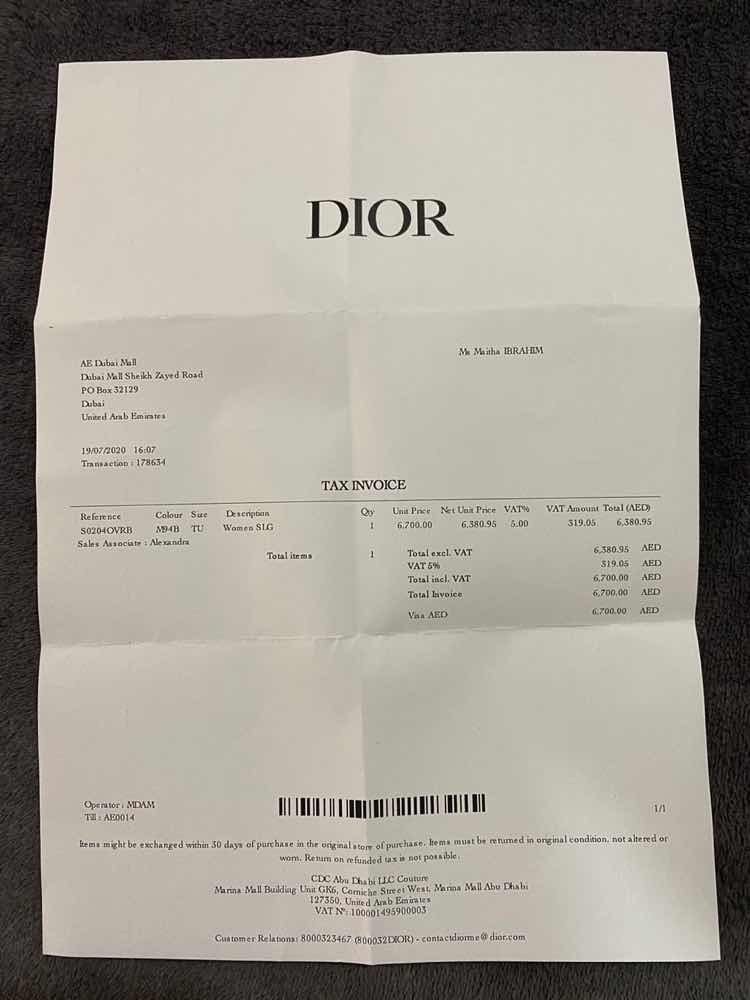 DIOR
Ms Maitha IBRAHIM
AE Dubai Mall
Dubai Mall Sheikh Zayed Road
PO Box 32129
Dubai
United Arab Emirates
19/07/2020 16:07
Transaction : 178634
TAX INVOICE
Reference Colour Size Description Qty Unit Price Net Unit Price VAT% VAT Amount Total (AED)
S0204OVRB M94B TU Women SLG 1 6,700.00 6,380.95 5.00 319.05 6,380.95
Sales Associate : Alexandra
Total items 1 Total excl. VAT 6,380.95 AED
VAT 5% 319.05 AED
Total incl. VAT 6,700.00 AED
Total Invoice 6,700.00 AED
Visa AED 6,700.00 AED
Operator : MDAM
Till : AE0014
1/1
Items might be exchanged within 30 days of purchase in the original store of purchase. Items must be returned in original condition, not altered or
worn. Return on refunded tax is not possible.
CDC Abu Dhabi LLC Couture
Marina Mall Building Unit GK6, Corniche Street West, Marina Mall Abu Dhabi
127350, United Arab Emirates
VAT N°: 100001495900003
Customer Relations: 8000323467 (800032DIOR) - contactdiorme@dior.com